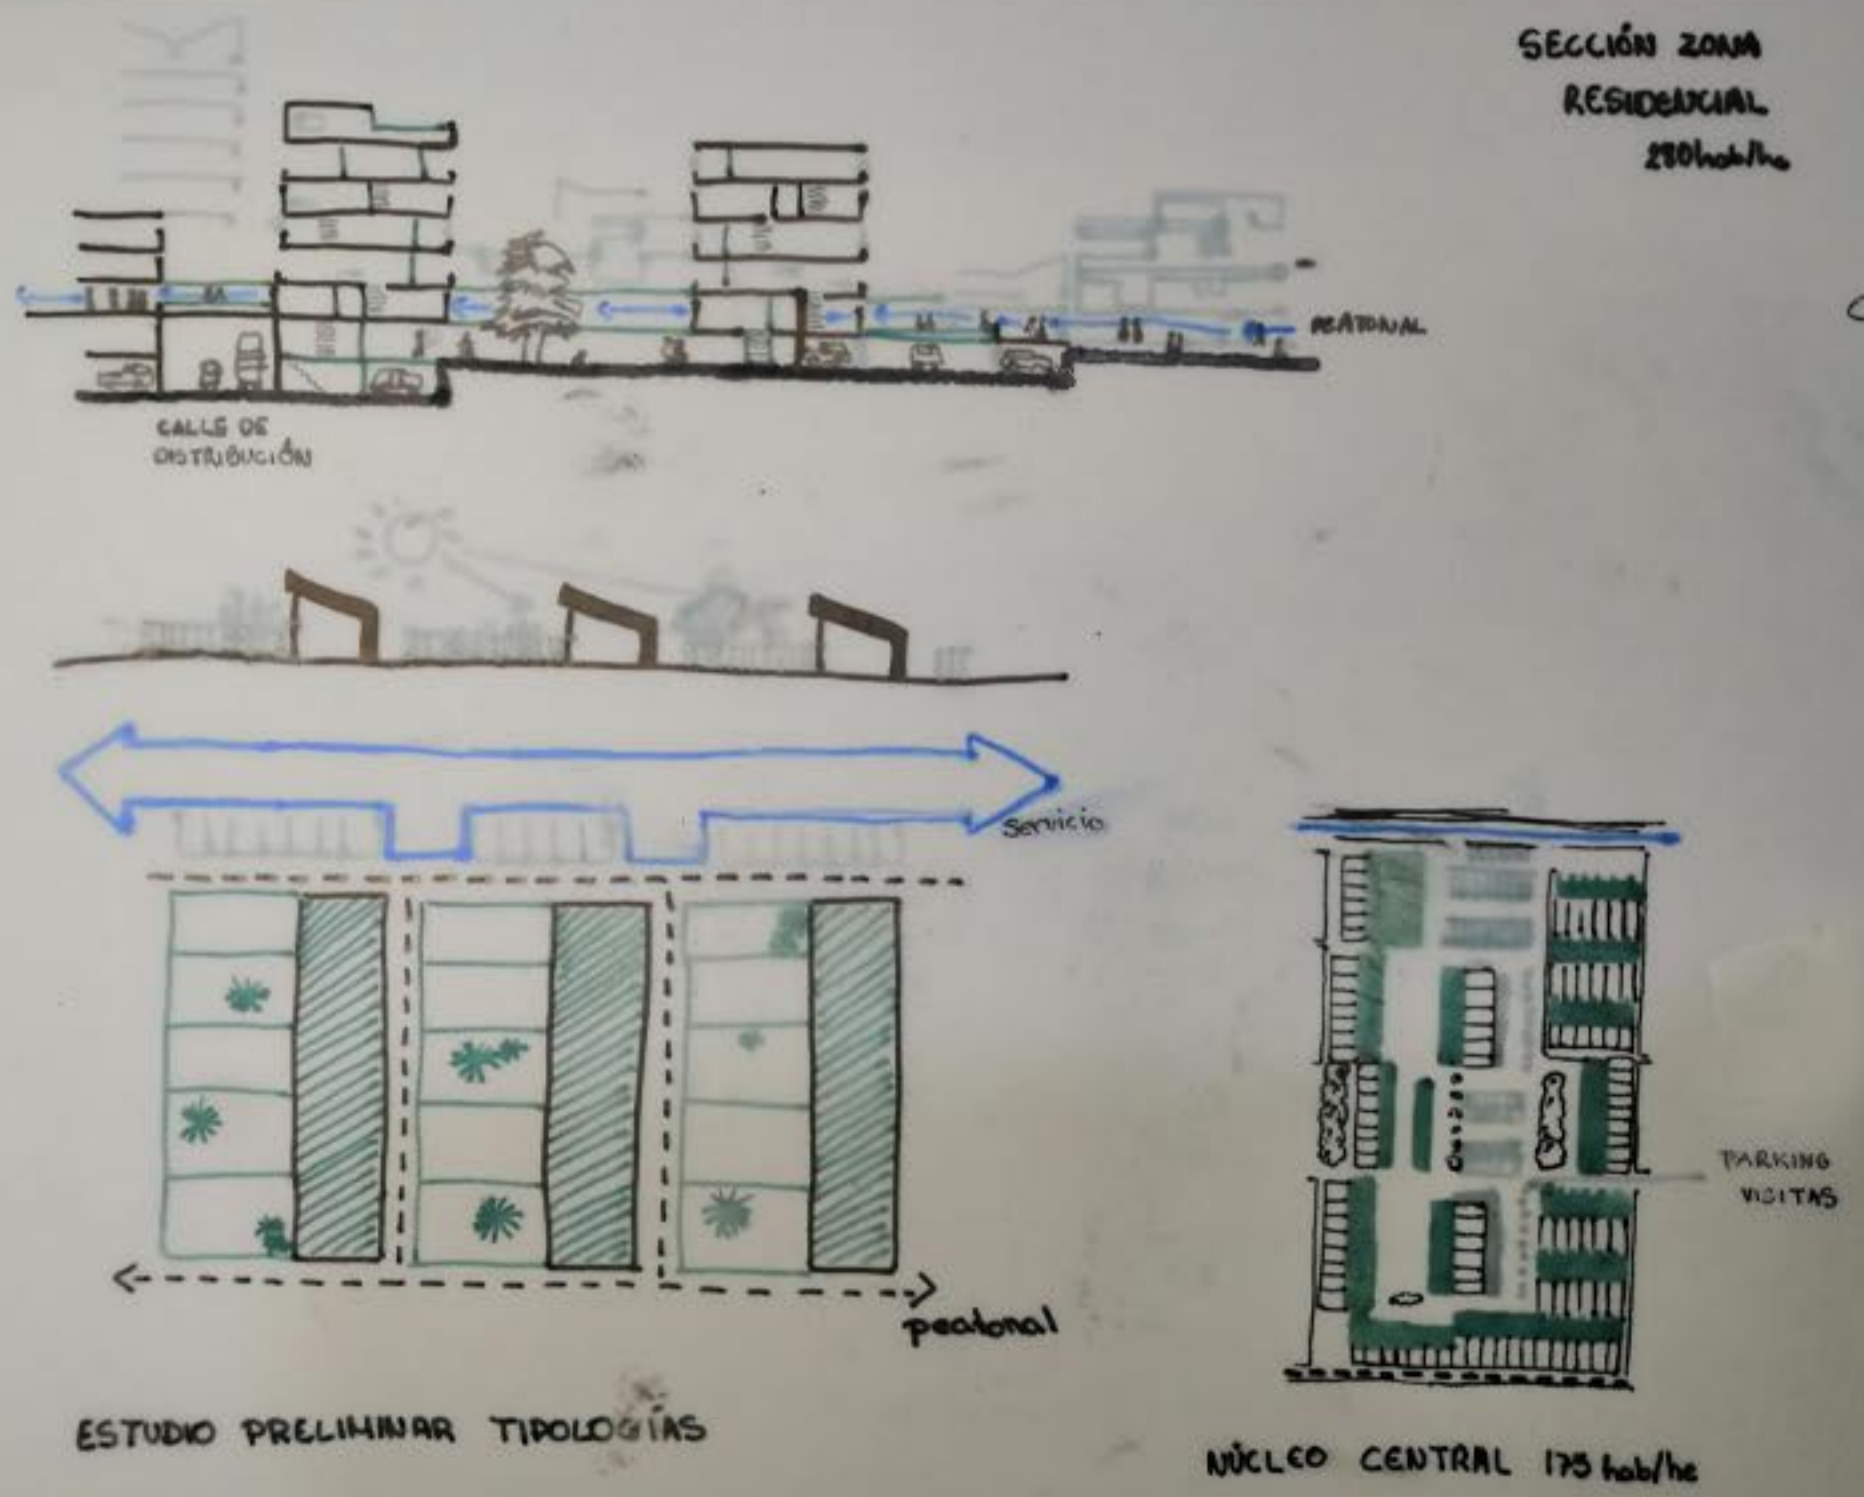 SECCIÓN ZONA
RESIDENCIAL
280hab/ha
PEATONAL
CALLE DE
DISTRIBUCIÓN
Servicio
peatonal
PARKING
VISITAS
ESTUDIO PRELIMINAR TIPOLOGÍAS
NÚCLEO CENTRAL 175 hab/he